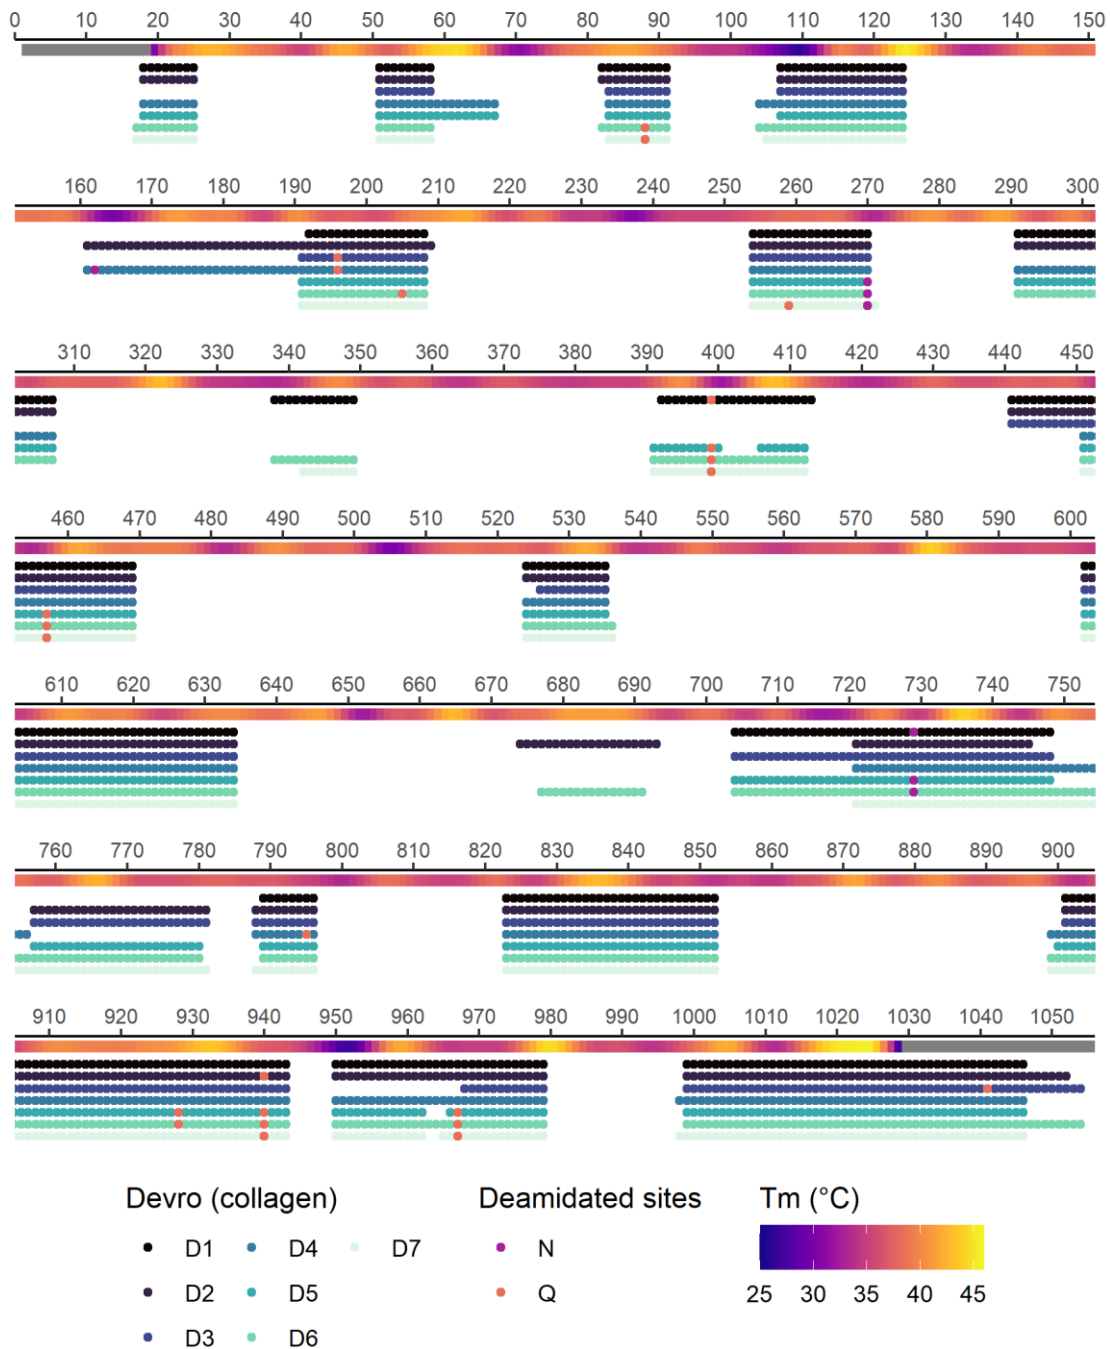 0 10 20 30 40 50 60 70 80 90 100 110 120 130 140 150
160 170 180 190 200 210 220 230 240 250 260 270 280 290 300
310 320 330 340 350 360 370 380 390 400 410 420 430 440 450
460 470 480 490 500 510 520 530 540 550 560 570 580 590 600
610 620 630 640 650 660 670 680 690 700 710 720 730 740 750
760 770 780 790 800 810 820 830 840 850 860 870 880 890 900
910 920 930 940 950 960 970 980 990 1000 1010 1020 1030 1040 1050
Devro (collagen) Deamidated sites Tm (°C)
D1 D4 D7 N
D2 D5 Q 25 30 35 40 45
D3 D6